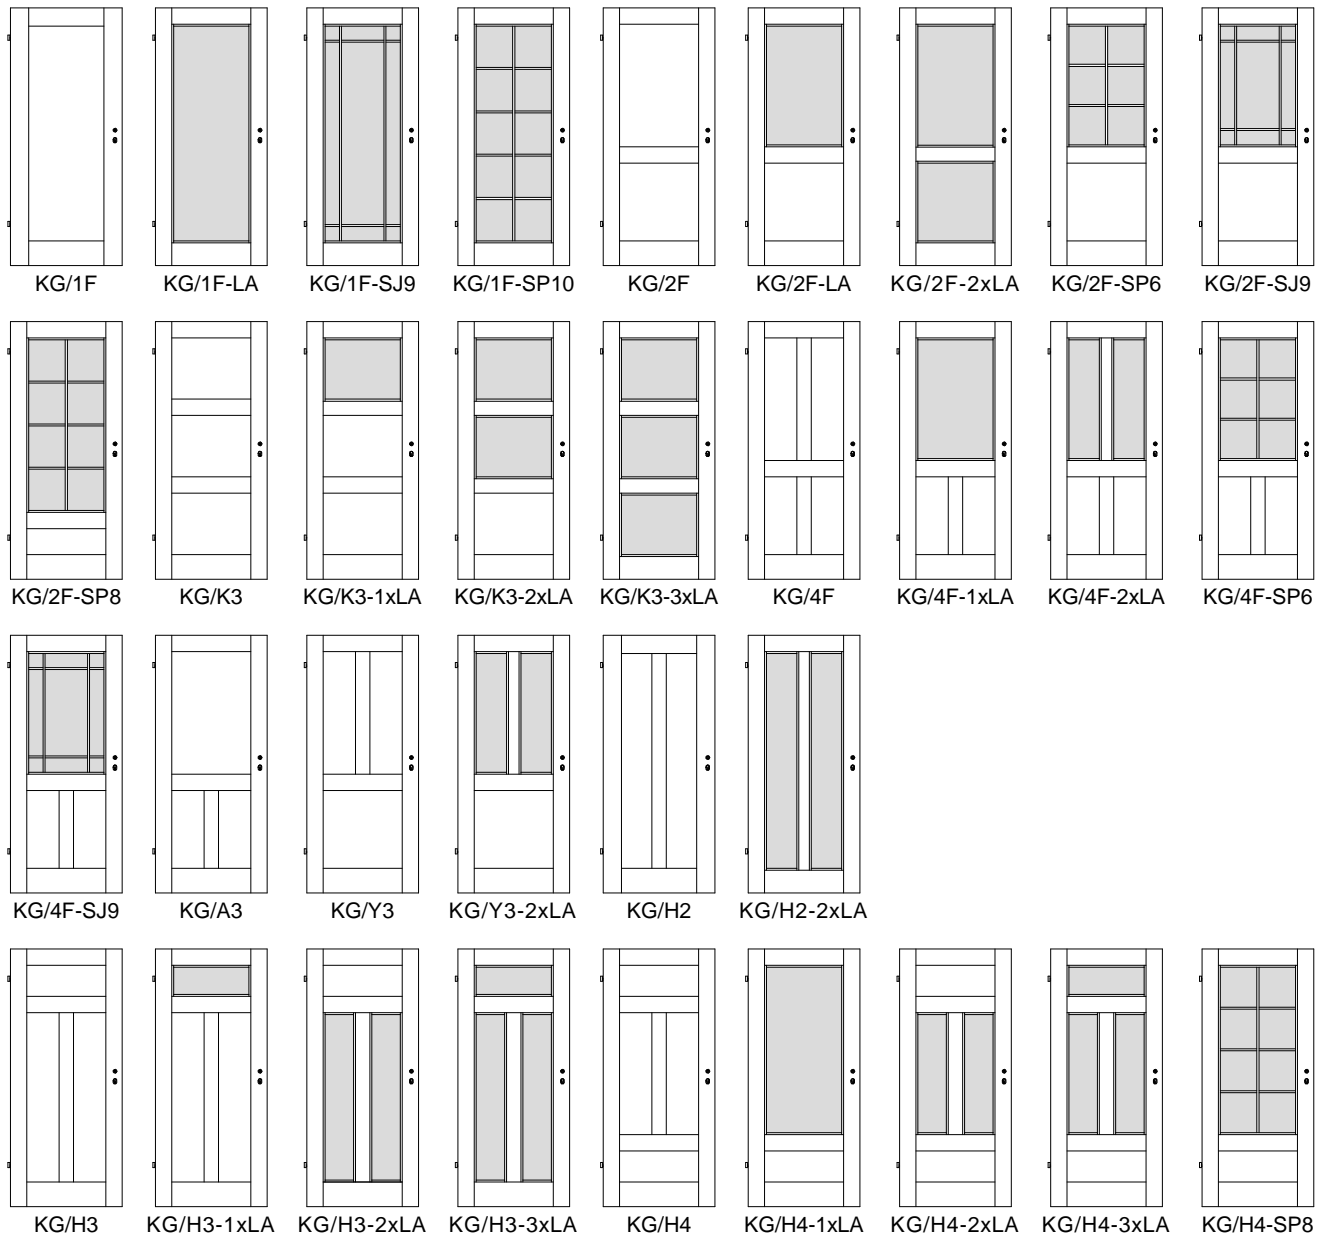 KG/1F KG/1F-LA KG/1F-SJ9 KG/1F-SP10 KG/2F KG/2F-LA KG/2F-2xLA KG/2F-SP6 KG/2F-SJ9
KG/2F-SP8 KG/K3 KG/K3-1xLA KG/K3-2xLA KG/K3-3xLA KG/4F KG/4F-1xLA KG/4F-2xLA KG/4F-SP6
KG/4F-SJ9 KG/A3 KG/Y3 KG/Y3-2xLA KG/H2 KG/H2-2xLA
KG/H3 KG/H3-1xLA KG/H3-2xLA KG/H3-3xLA KG/H4 KG/H4-1xLA KG/H4-2xLA KG/H4-3xLA KG/H4-SP8